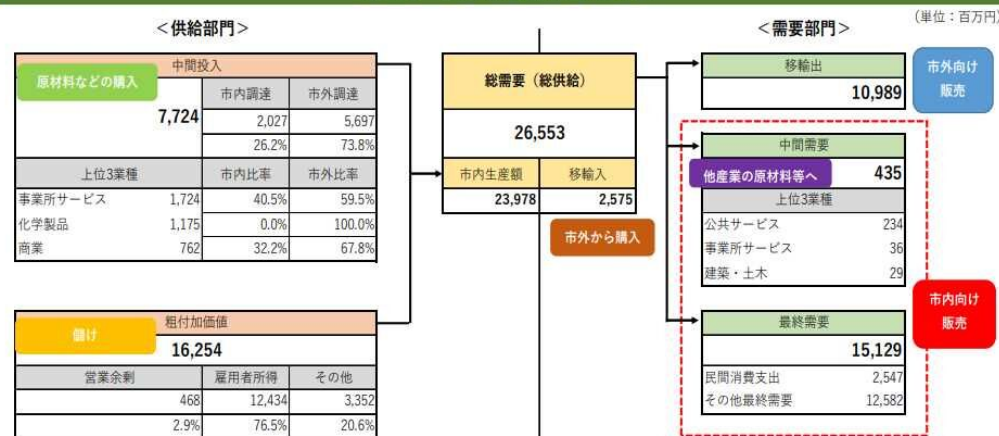 (単位：百万円)
＜供給部門＞
＜需要部門＞
中間投入
原材料などの購入
市内調達 市外調達
7,724
2,027 5,697
26.2% 73.8%
上位3業種 市内比率 市外比率
事業所サービス 1,724 40.5% 59.5%
化学製品 1,175 0.0% 100.0%
商業 762 32.2% 67.8%
粗付加価値
儲け
16,254
営業余剰 雇用者所得 その他
468 12,434 3,352
2.9% 76.5% 20.6%
総需要（総供給）
26,553
市内生産額 移輸入
23,978 2,575
市外から購入
移輸出
10,989
市外向け
販売
中間需要
他産業の原材料等へ 435
上位3業種
公共サービス 234
事業所サービス 36
建築・土木 29
市内向け
販売
最終需要
15,129
民間消費支出 2,547
その他最終需要 12,582